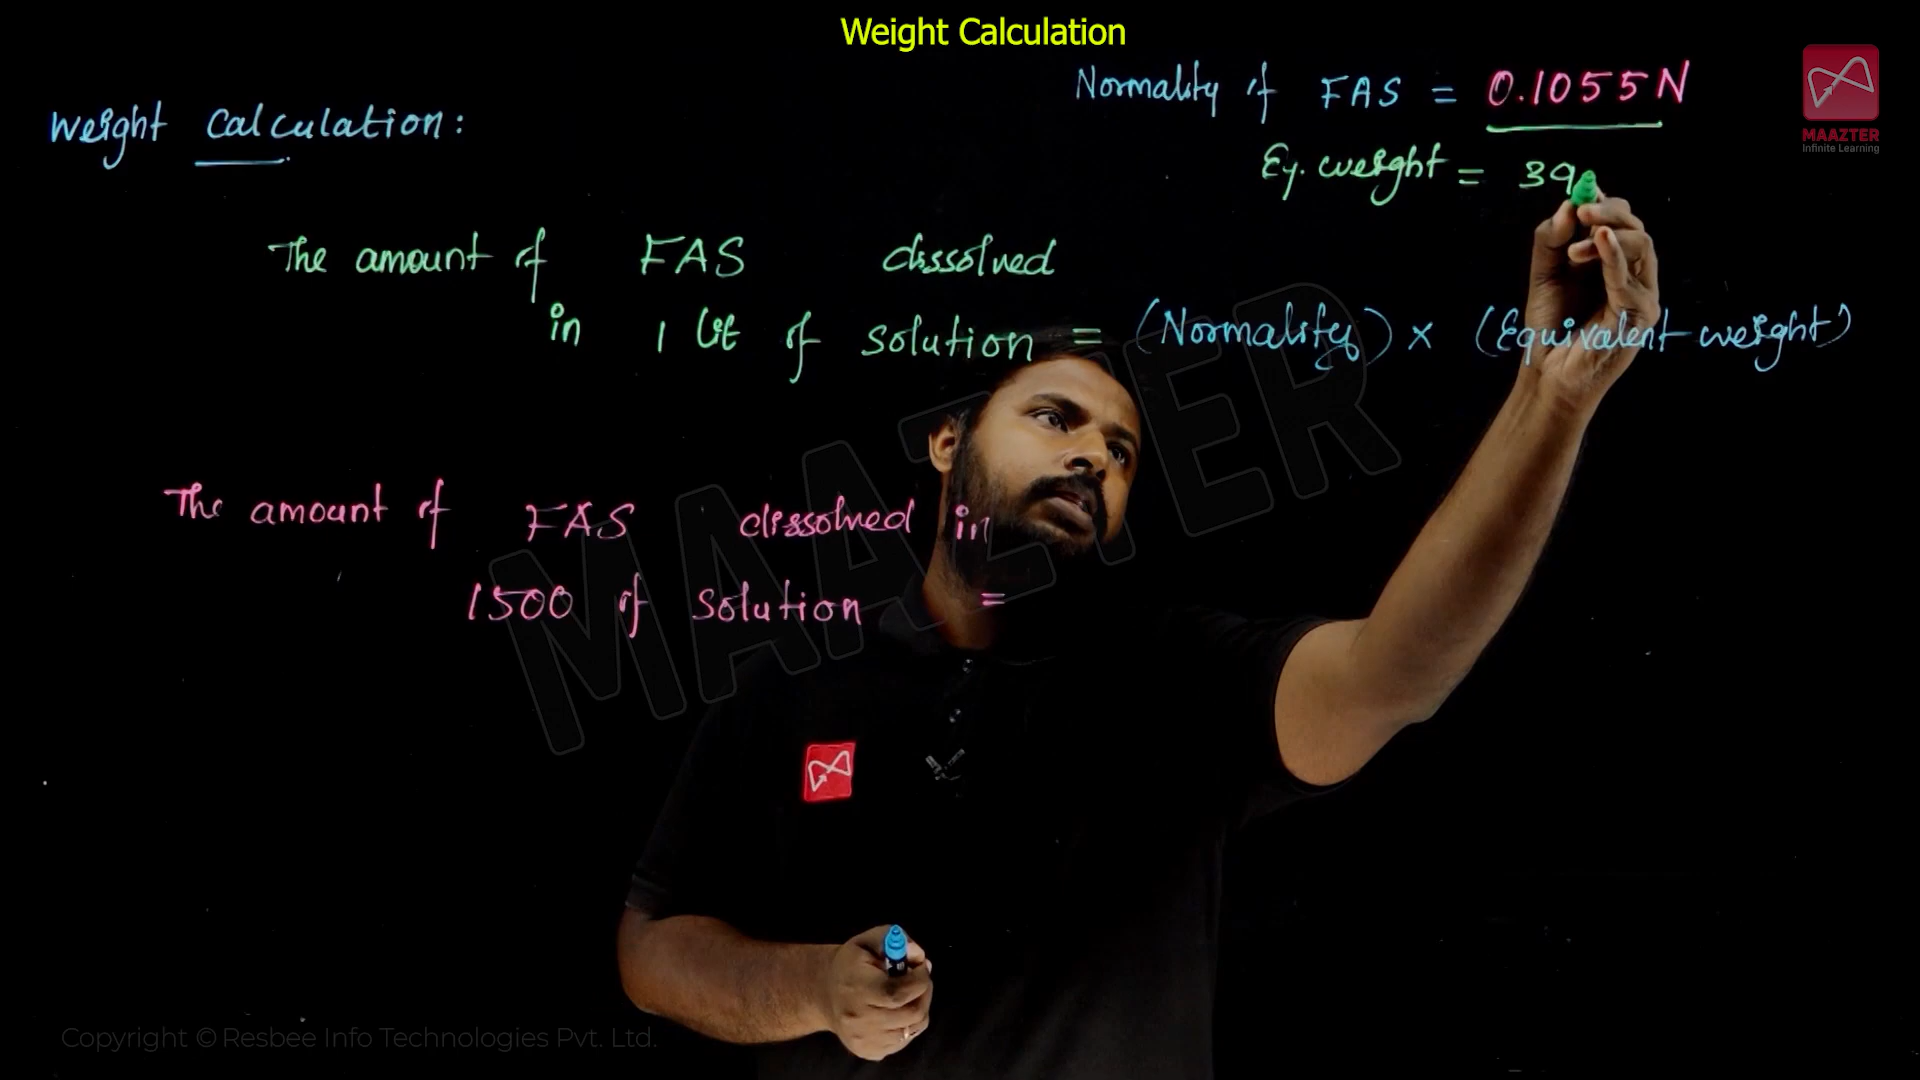 Weight Calculation
Normality of FAS = 0.1055N
MAAZTER
Infinite Learning
Weight Calculation:
Eq. weight = 39
The amount of FAS dissolved
in 1 lit of solution = (Normality) x (Equivalent weight)
The amount of FAS dissolved in
1500 of solution =
MAAZTER
Copyright © Resbee Info Technologies Pvt. Ltd.